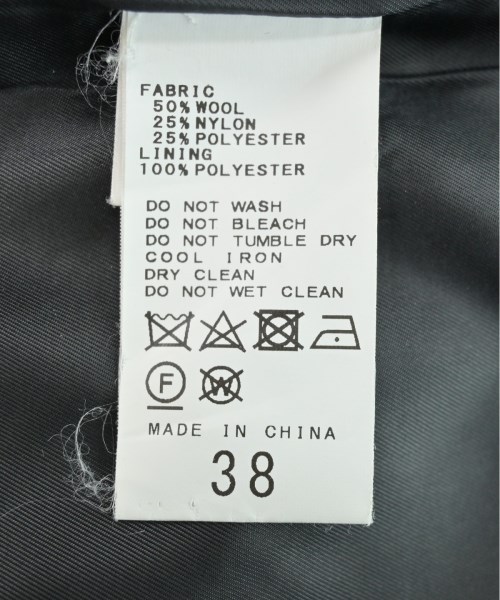 FABRIC
50% WOOL
25% NYLON
25% POLYESTER
LINING
100% POLYESTER
DO NOT WASH
DO NOT BLEACH
DO NOT TUMBLE DRY
COOL IRON
DRY CLEAN
DO NOT WET CLEAN
F W
MADE IN CHINA
38